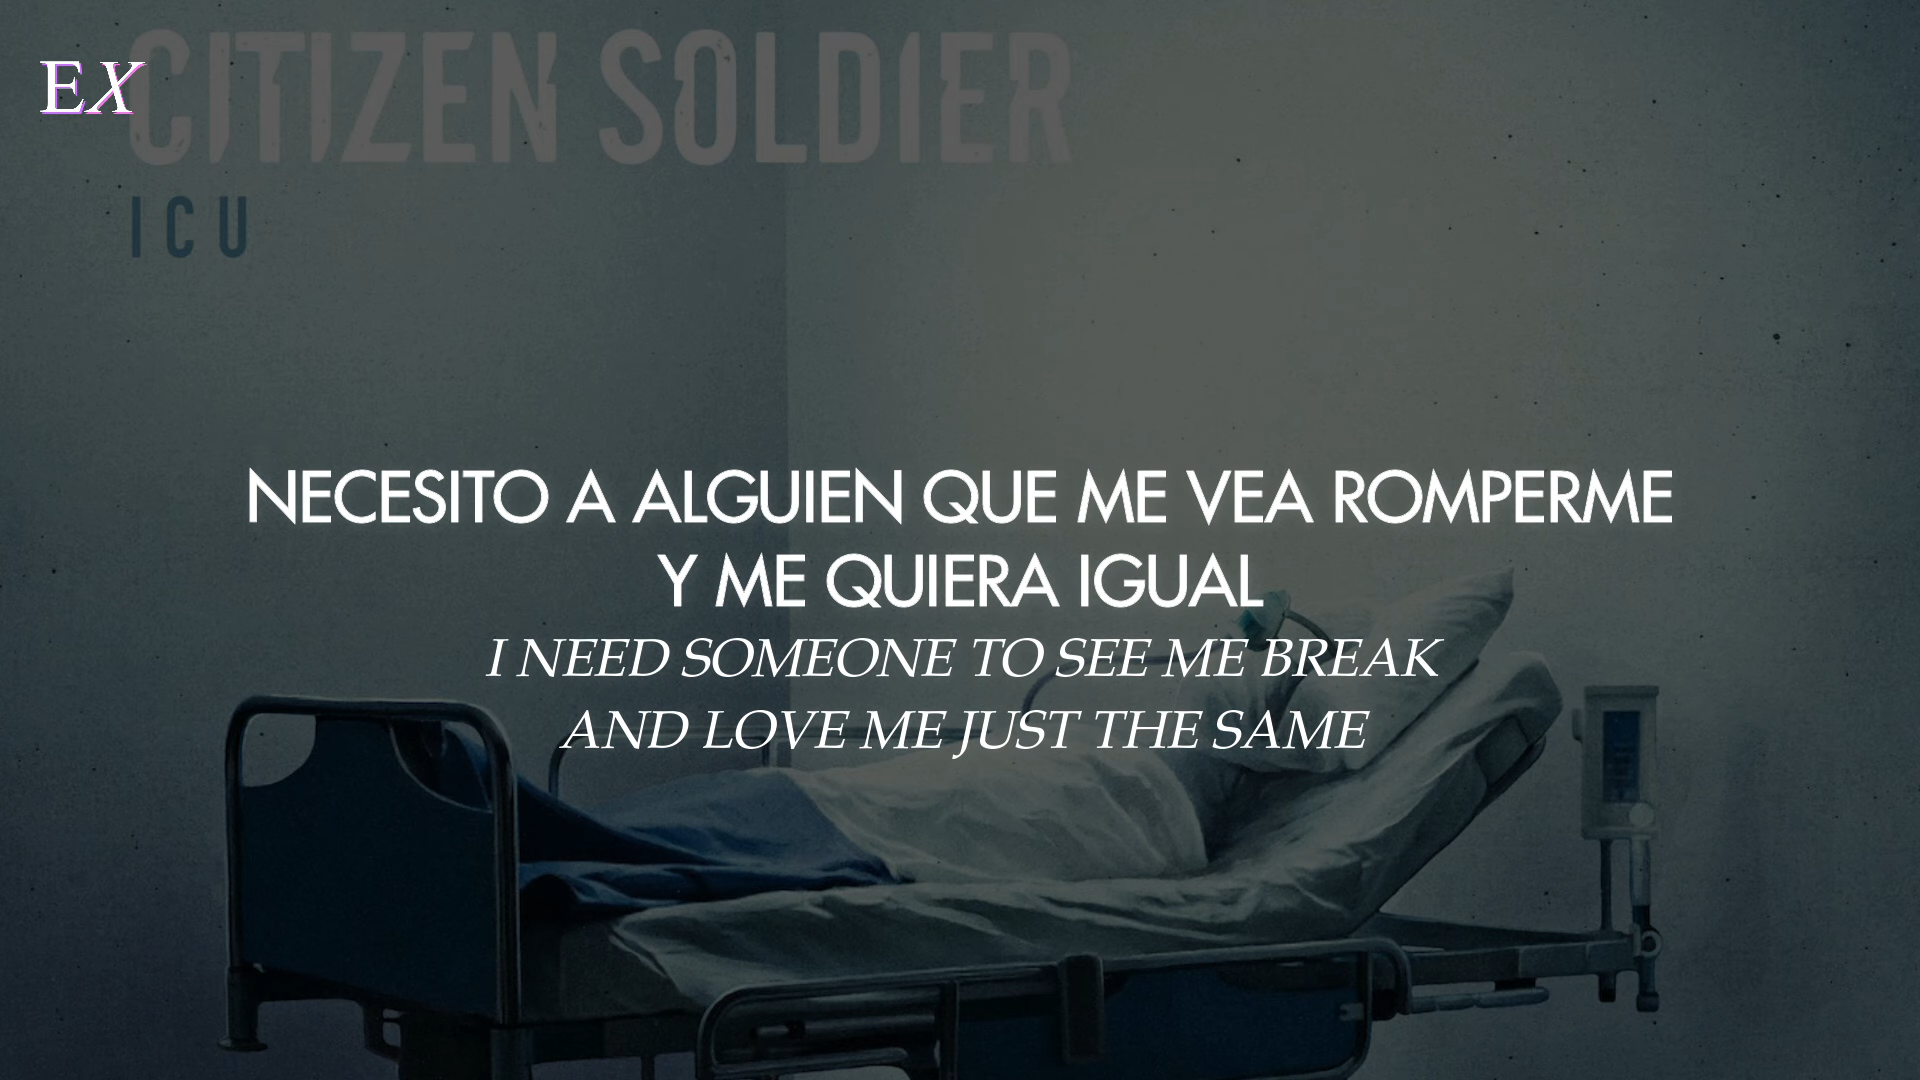 CITIZEN SOLDIER
EX
ICU
NECESITO A ALGUIEN QUE ME VEA ROMPERME
Y ME QUIERA IGUAL
I NEED SOMEONE TO SEE ME BREAK
AND LOVE ME JUST THE SAME